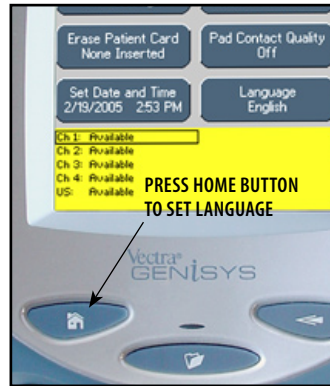 Erase Patient Card
None Inserted
Pad Contact Quality
Off
Set Date and Time
2/19/2005 2:53 PM
Language
English
Ch 1: Available
Ch 2: Available
Ch 3: Available
Ch 4: Available
US: Available
PRESS HOME BUTTON
TO SET LANGUAGE
Vectra®
GENiSYS